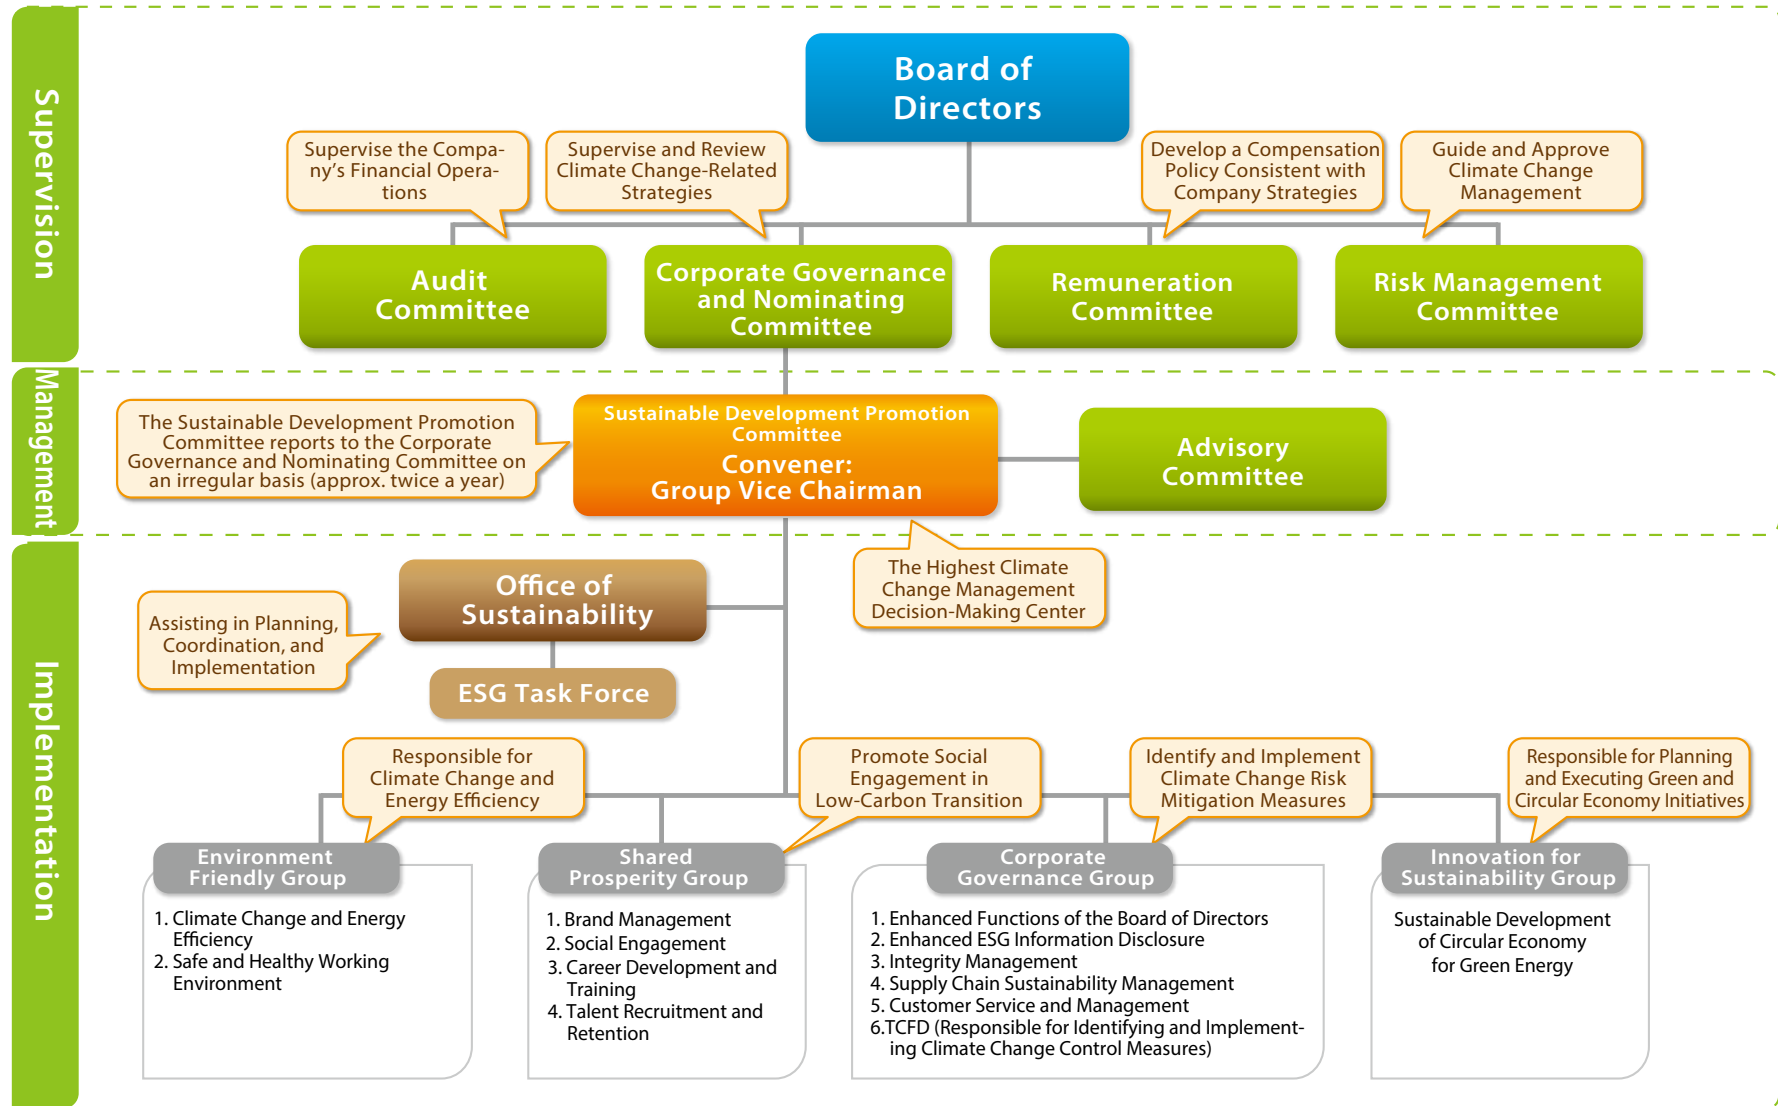 Supervision
Board of
Directors
Supervise the Compa-
ny's Financial Opera-
tions
Supervise and Review
Climate Change-Related
Strategies
Develop a Compensation
Policy Consistent with
Company Strategies
Guide and Approve
Climate Change
Management
Audit
Committee
Corporate Governance
and Nominating
Committee
Remuneration
Committee
Risk Management
Committee
Management
The Sustainable Development Promotion
Committee reports to the Corporate
Governance and Nominating Committee on
an irregular basis (approx. twice a year)
Sustainable Development Promotion
Committee
Convener:
Group Vice Chairman
Advisory
Committee
The Highest Climate
Change Management
Decision-Making Center
Implementation
Office of
Sustainability
Assisting in Planning,
Coordination, and
Implementation
ESG Task Force
Responsible for
Climate Change and
Energy Efficiency
Promote Social
Engagement in
Low-Carbon Transition
Identify and Implement
Climate Change Risk
Mitigation Measures
Responsible for Planning
and Executing Green and
Circular Economy Initiatives
Environment
Friendly Group
1. Climate Change and Energy
Efficiency
2. Safe and Healthy Working
Environment
Shared
Prosperity Group
1. Brand Management
2. Social Engagement
3. Career Development and
Training
4. Talent Recruitment and
Retention
Corporate
Governance Group
1. Enhanced Functions of the Board of Directors
2. Enhanced ESG Information Disclosure
3. Integrity Management
4. Supply Chain Sustainability Management
5. Customer Service and Management
6.TCFD (Responsible for Identifying and Implement-
ing Climate Change Control Measures)
Innovation for
Sustainability Group
Sustainable Development
of Circular Economy
for Green Energy